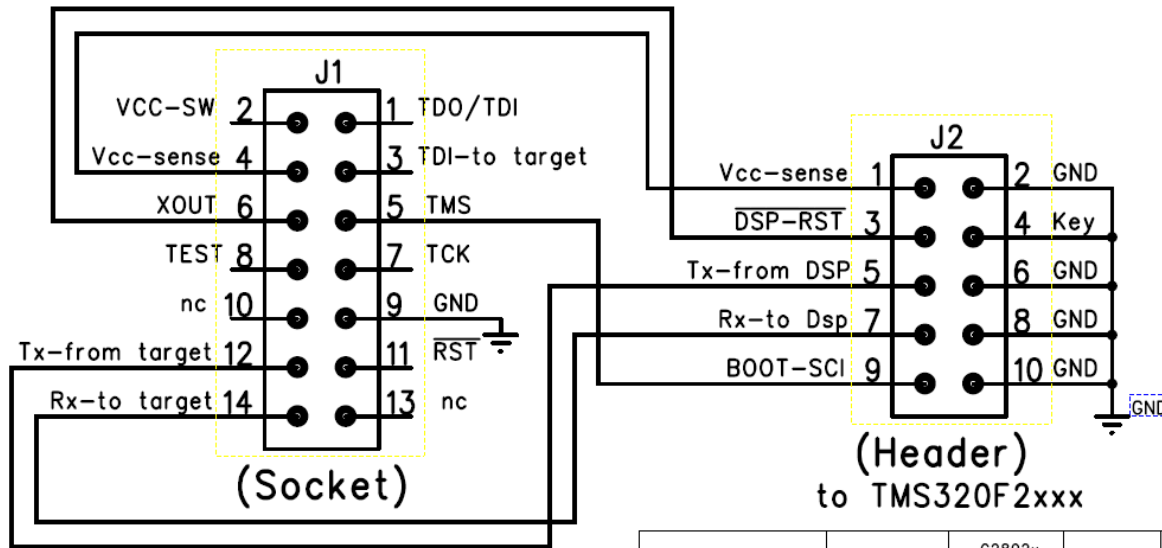 J1
VCC-SW 2 1 TDO/TDI
Vcc-sense 4 3 TDI-to target
XOUT 6 5 TMS
TEST 8 7 TCK
nc 10 9 GND
Tx-from target 12 11 RST
Rx-to target 14 13 nc
(Socket)
J2
Vcc-sense 1 2 GND
DSP-RST 3 4 Key
Tx-from DSP 5 6 GND
Rx-to Dsp 7 8 GND
BOOT-SCI 9 10 GND
GND
(Header)
to TMS320F2xxx